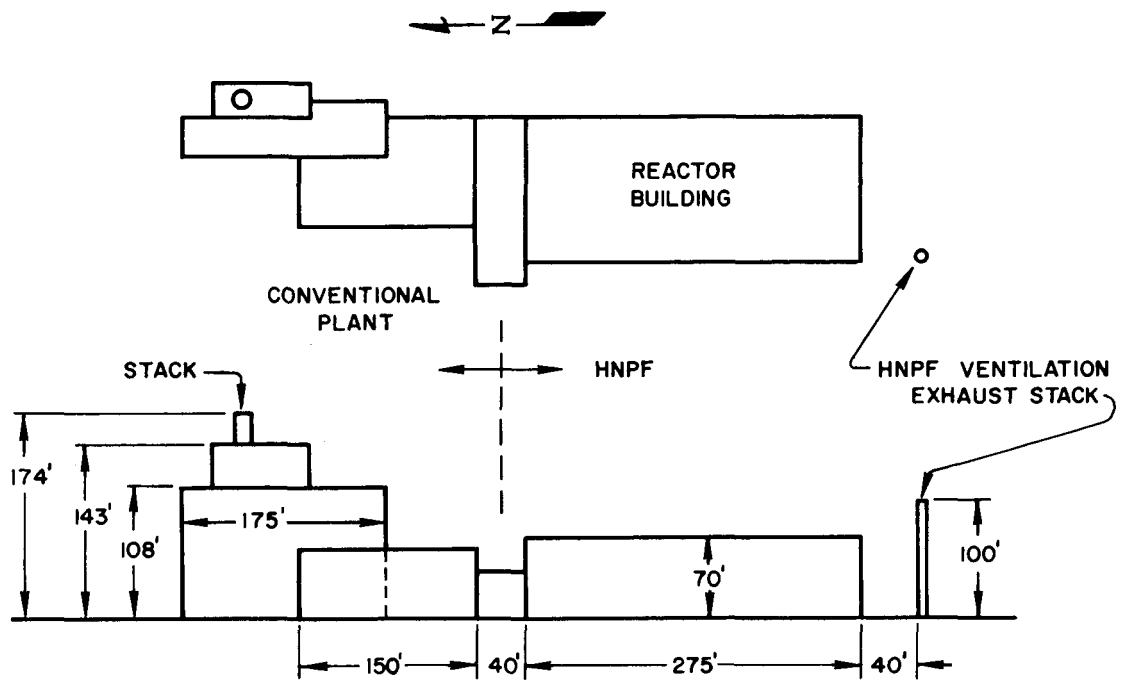 N
REACTOR
BUILDING
CONVENTIONAL
PLANT
HNPF
STACK
HNPF VENTILATION
EXHAUST STACK
174'
143'
108'
175'
70'
100'
150'
40'
275'
40'